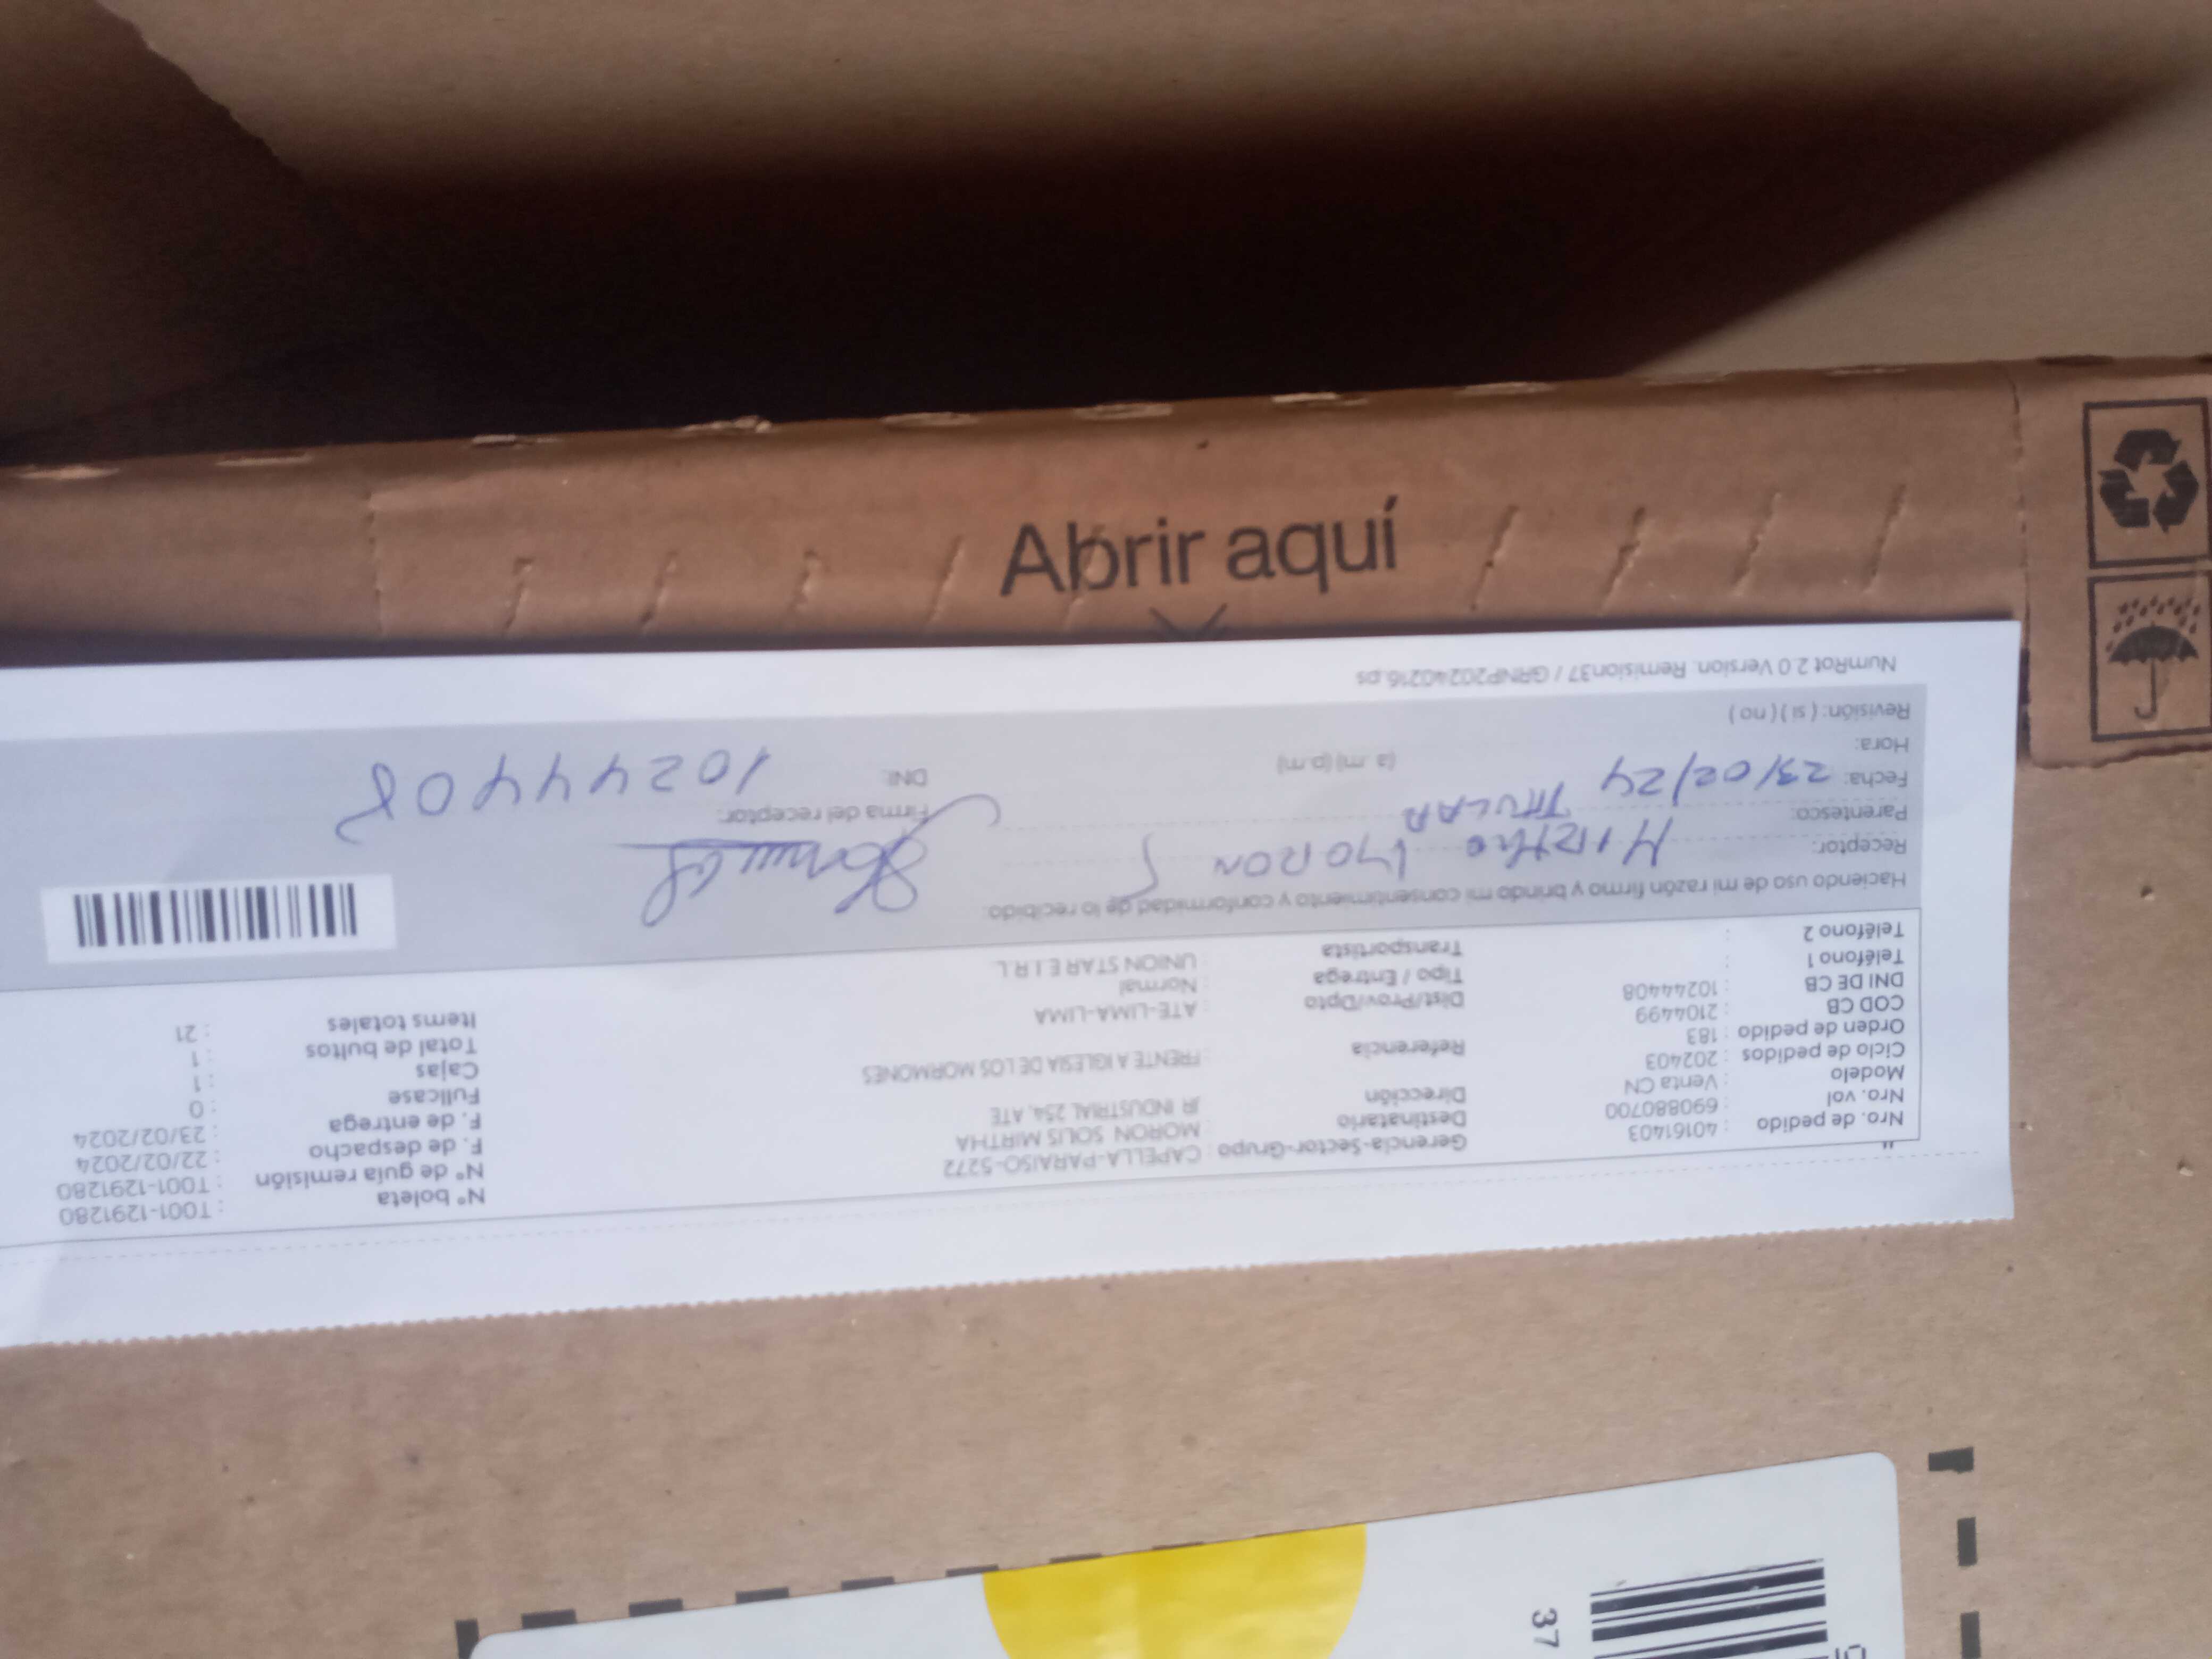 Abrir aquí
Nº boleta : T001-1291280
Nº de guía remisión : T001-1291280
F. de despacho : 22/02/2024
F. de entrega : 23/02/2024
Fullcase : 0
Cajas : 1
Total de bultos : 1
Items totales : 21
Gerencia-Sector-Grupo : CAPELLA-PARAISO-5272
Destinatario : MORON SOLIS MIRTHA
Dirección : JR INDUSTRIAL 254, ATE
Referencia : FRENTE A IGLESIA DE LOS MORMONES
Dist/Prov/Dpto : ATE-LIMA-LIMA
Tipo / Entrega : Normal
Transportista : UNION STAR E I R L
Nro. de pedido : 40161403
Nro. vol : 690880700
Modelo : Venta CN
Ciclo de pedidos : 202403
Orden de pedido : 183
COD CB : 2104499
DNI DE CB : 10244408
Teléfono 1 :
Teléfono 2 :
Haciendo uso de mi razón firmo y brindo mi consentimiento y conformidad de lo recibido.
Receptor: MIRTHA MORON S
Parentesco: TITULAR
Fecha: 23/02/24
Hora: (a.m) (p.m)
Revisión: ( si ) ( no )
Firma del receptor:
DNI: 10244408
NumRot 2.0 Version. Remision37 / GRNP20240216.ps
37